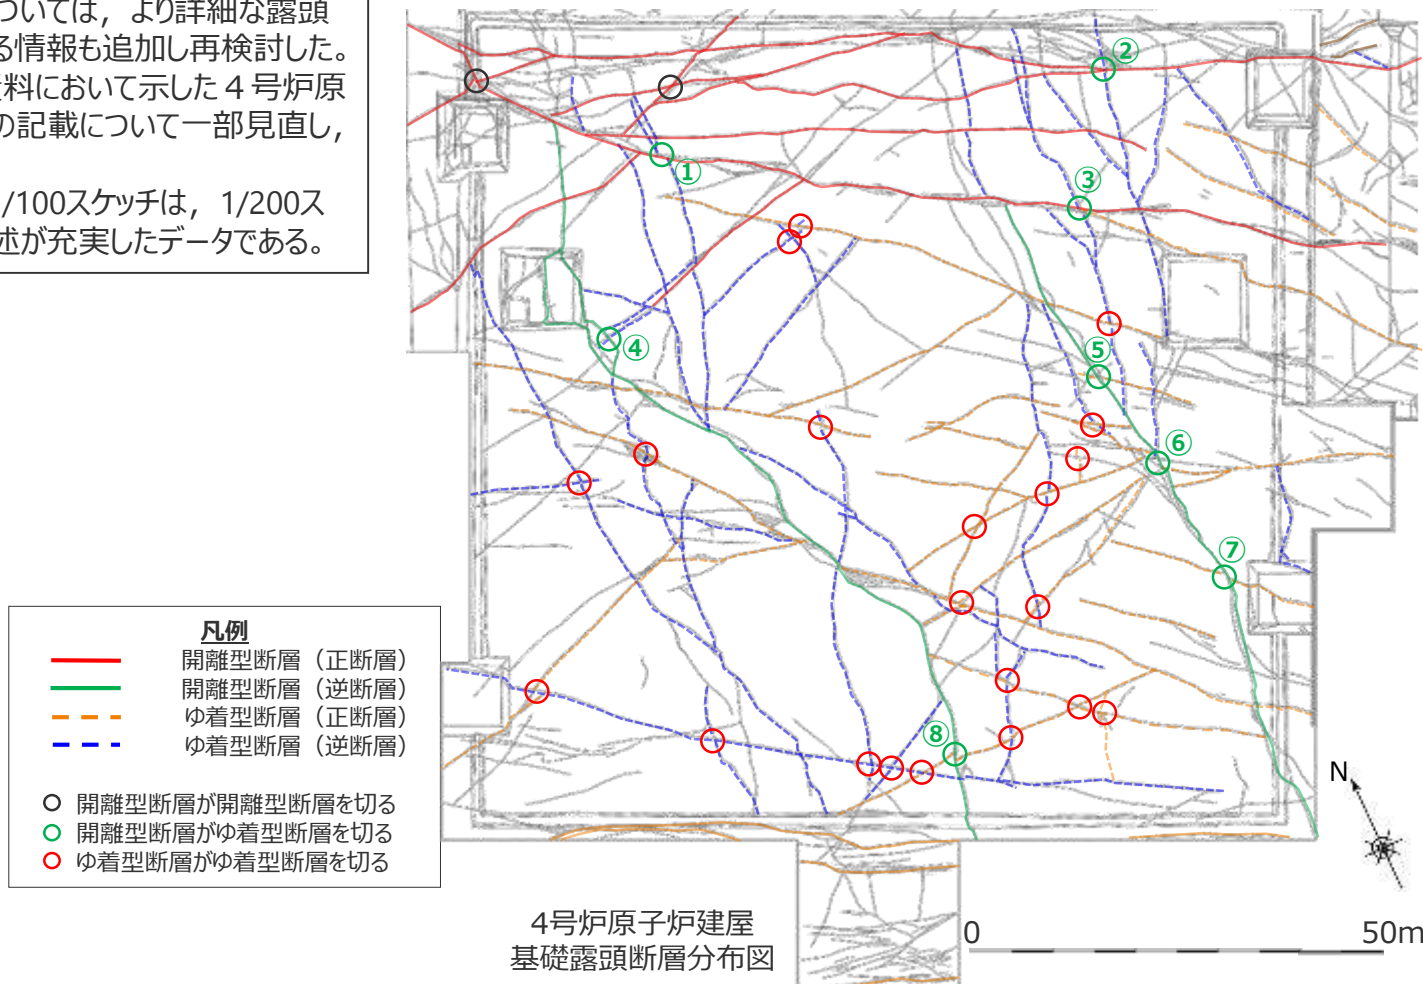 ついては，より詳細な露頭
る情報も追加し再検討した。
料において示した４号炉原
の記載について一部見直し，
/100スケッチは，1/200ス
述が充実したデータである。
①
②
③
④
⑤
⑥
⑦
⑧
凡例
開離型断層（正断層）
開離型断層（逆断層）
ゆ着型断層（正断層）
ゆ着型断層（逆断層）
開離型断層が開離型断層を切る
開離型断層がゆ着型断層を切る
ゆ着型断層がゆ着型断層を切る
N
4号炉原子炉建屋
基礎露頭断層分布図
0 50m